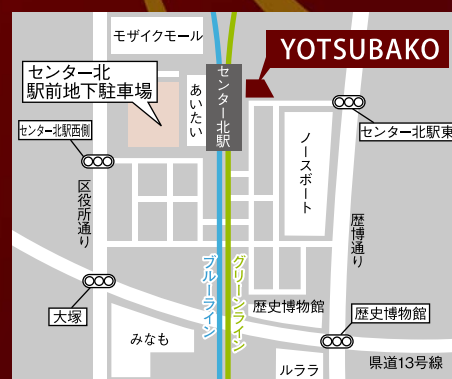 モザイクモール
YOTSUBAKO
センター北
駅前地下駐車場
あいたい
センター北駅
センター北駅西側
センター北駅東
ノースポート
区役所通り
歴博通り
ブルーライン
グリーンライン
大塚
みなも
歴史博物館
歴史博物館
ルララ
県道13号線